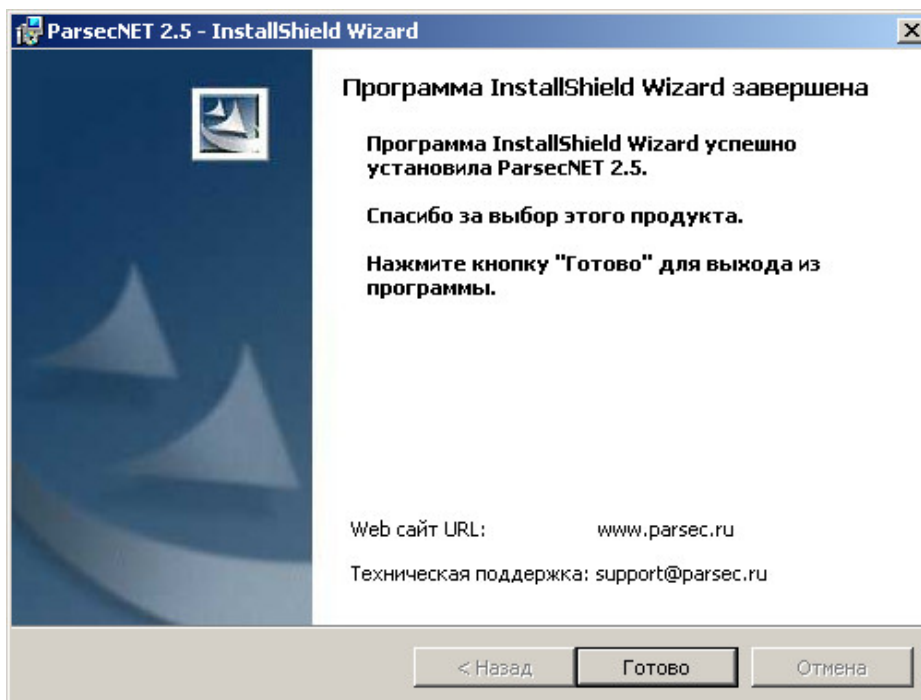 ParsecNET 2.5 - InstallShield Wizard
Программа InstallShield Wizard завершена
Программа InstallShield Wizard успешно
установила ParsecNET 2.5.
Спасибо за выбор этого продукта.
Нажмите кнопку "Готово" для выхода из
программы.
Web сайт URL: www.parsec.ru
Техническая поддержка: support@parsec.ru
< Назад Готово Отмена